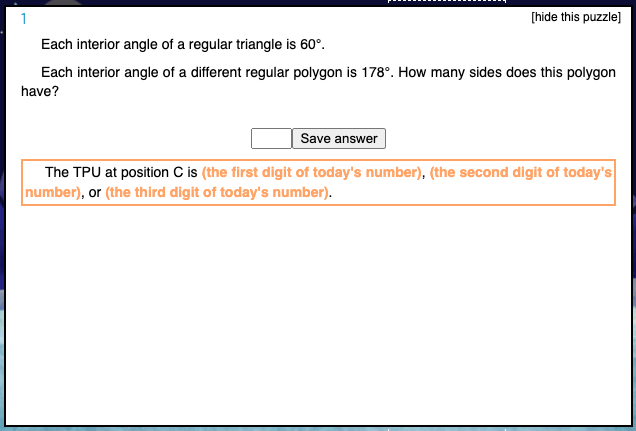 1
[hide this puzzle]
Each interior angle of a regular triangle is 60°.
Each interior angle of a different regular polygon is 178°. How many sides does this polygon
have?
Save answer
The TPU at position C is (the first digit of today's number), (the second digit of today's
number), or (the third digit of today's number).